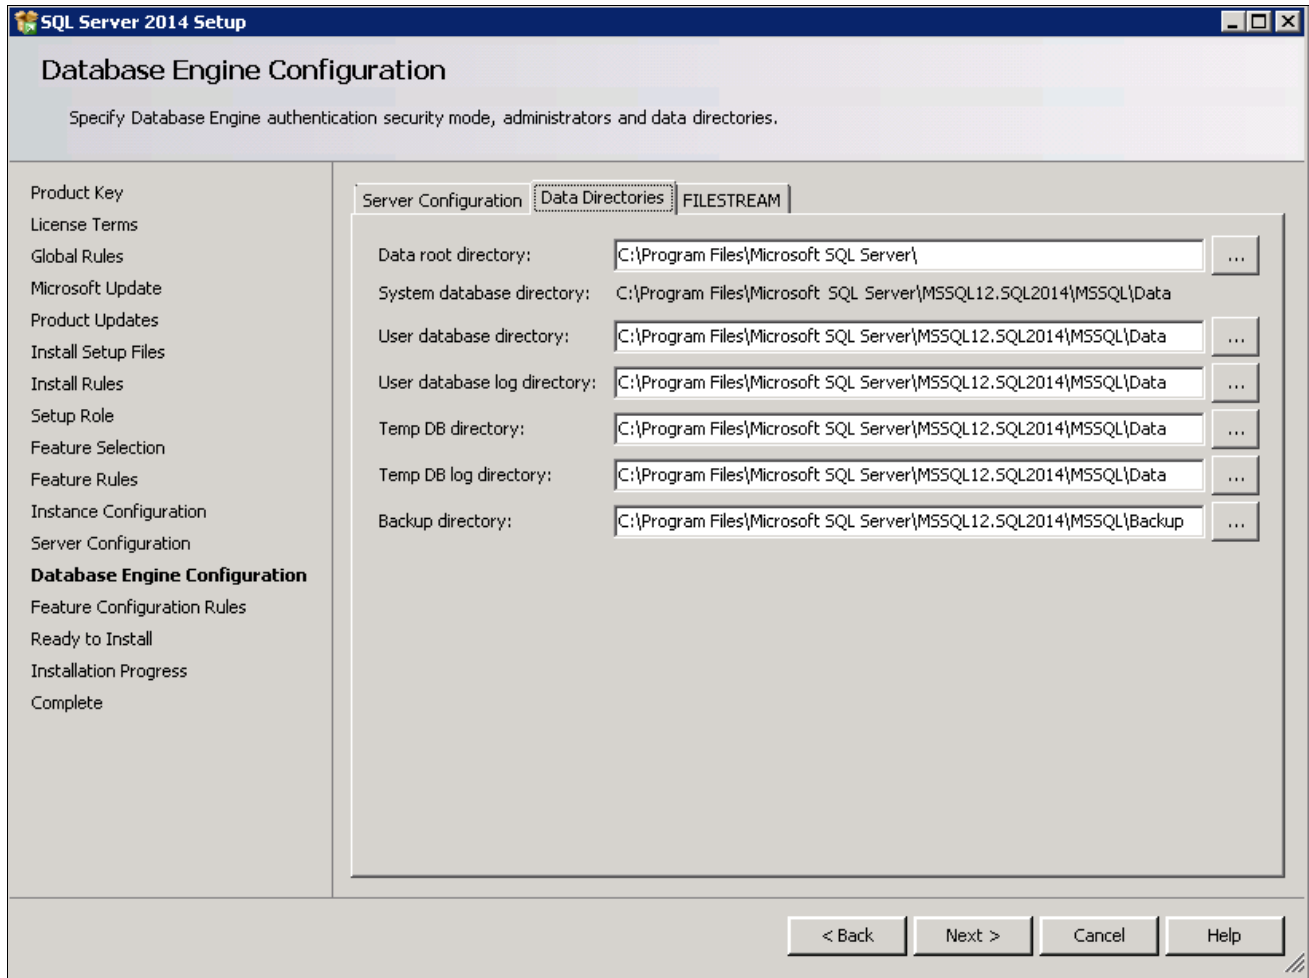 SQL Server 2014 Setup
Database Engine Configuration
Specify Database Engine authentication security mode, administrators and data directories.
Product Key
License Terms
Global Rules
Microsoft Update
Product Updates
Install Setup Files
Install Rules
Setup Role
Feature Selection
Feature Rules
Instance Configuration
Server Configuration
Database Engine Configuration
Feature Configuration Rules
Ready to Install
Installation Progress
Complete
Server Configuration Data Directories FILESTREAM
Data root directory: C:\Program Files\Microsoft SQL Server\ ...
System database directory: C:\Program Files\Microsoft SQL Server\MSSQL12.SQL2014\MSSQL\Data
User database directory: C:\Program Files\Microsoft SQL Server\MSSQL12.SQL2014\MSSQL\Data ...
User database log directory: C:\Program Files\Microsoft SQL Server\MSSQL12.SQL2014\MSSQL\Data ...
Temp DB directory: C:\Program Files\Microsoft SQL Server\MSSQL12.SQL2014\MSSQL\Data ...
Temp DB log directory: C:\Program Files\Microsoft SQL Server\MSSQL12.SQL2014\MSSQL\Data ...
Backup directory: C:\Program Files\Microsoft SQL Server\MSSQL12.SQL2014\MSSQL\Backup ...
< Back Next > Cancel Help